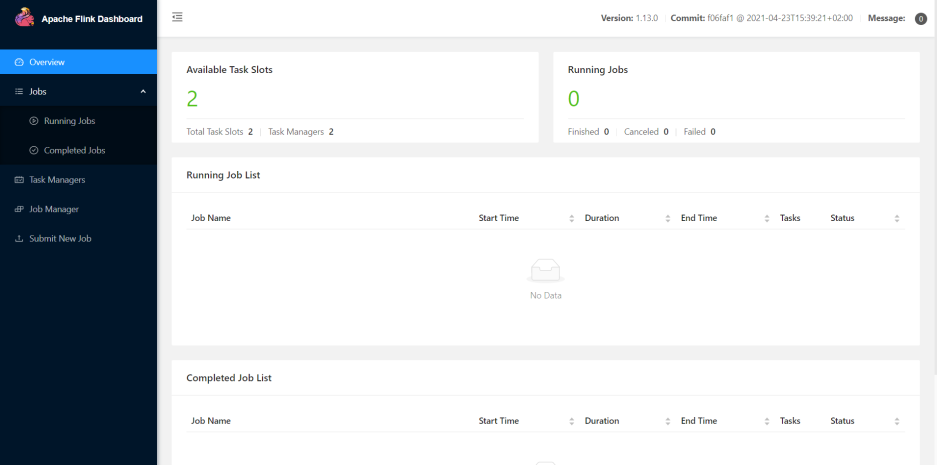 Apache Flink Dashboard
Version: 1.13.0 Commit: f06faf1 @ 2021-04-23T15:39:21+02:00 Message: 0
Overview
Jobs
Running Jobs
Completed Jobs
Task Managers
Job Manager
Submit New Job
Available Task Slots
2
Total Task Slots 2 Task Managers 2
Running Jobs
0
Finished 0 Canceled 0 Failed 0
Running Job List
Job Name Start Time Duration End Time Tasks Status
No Data
Completed Job List
Job Name Start Time Duration End Time Tasks Status